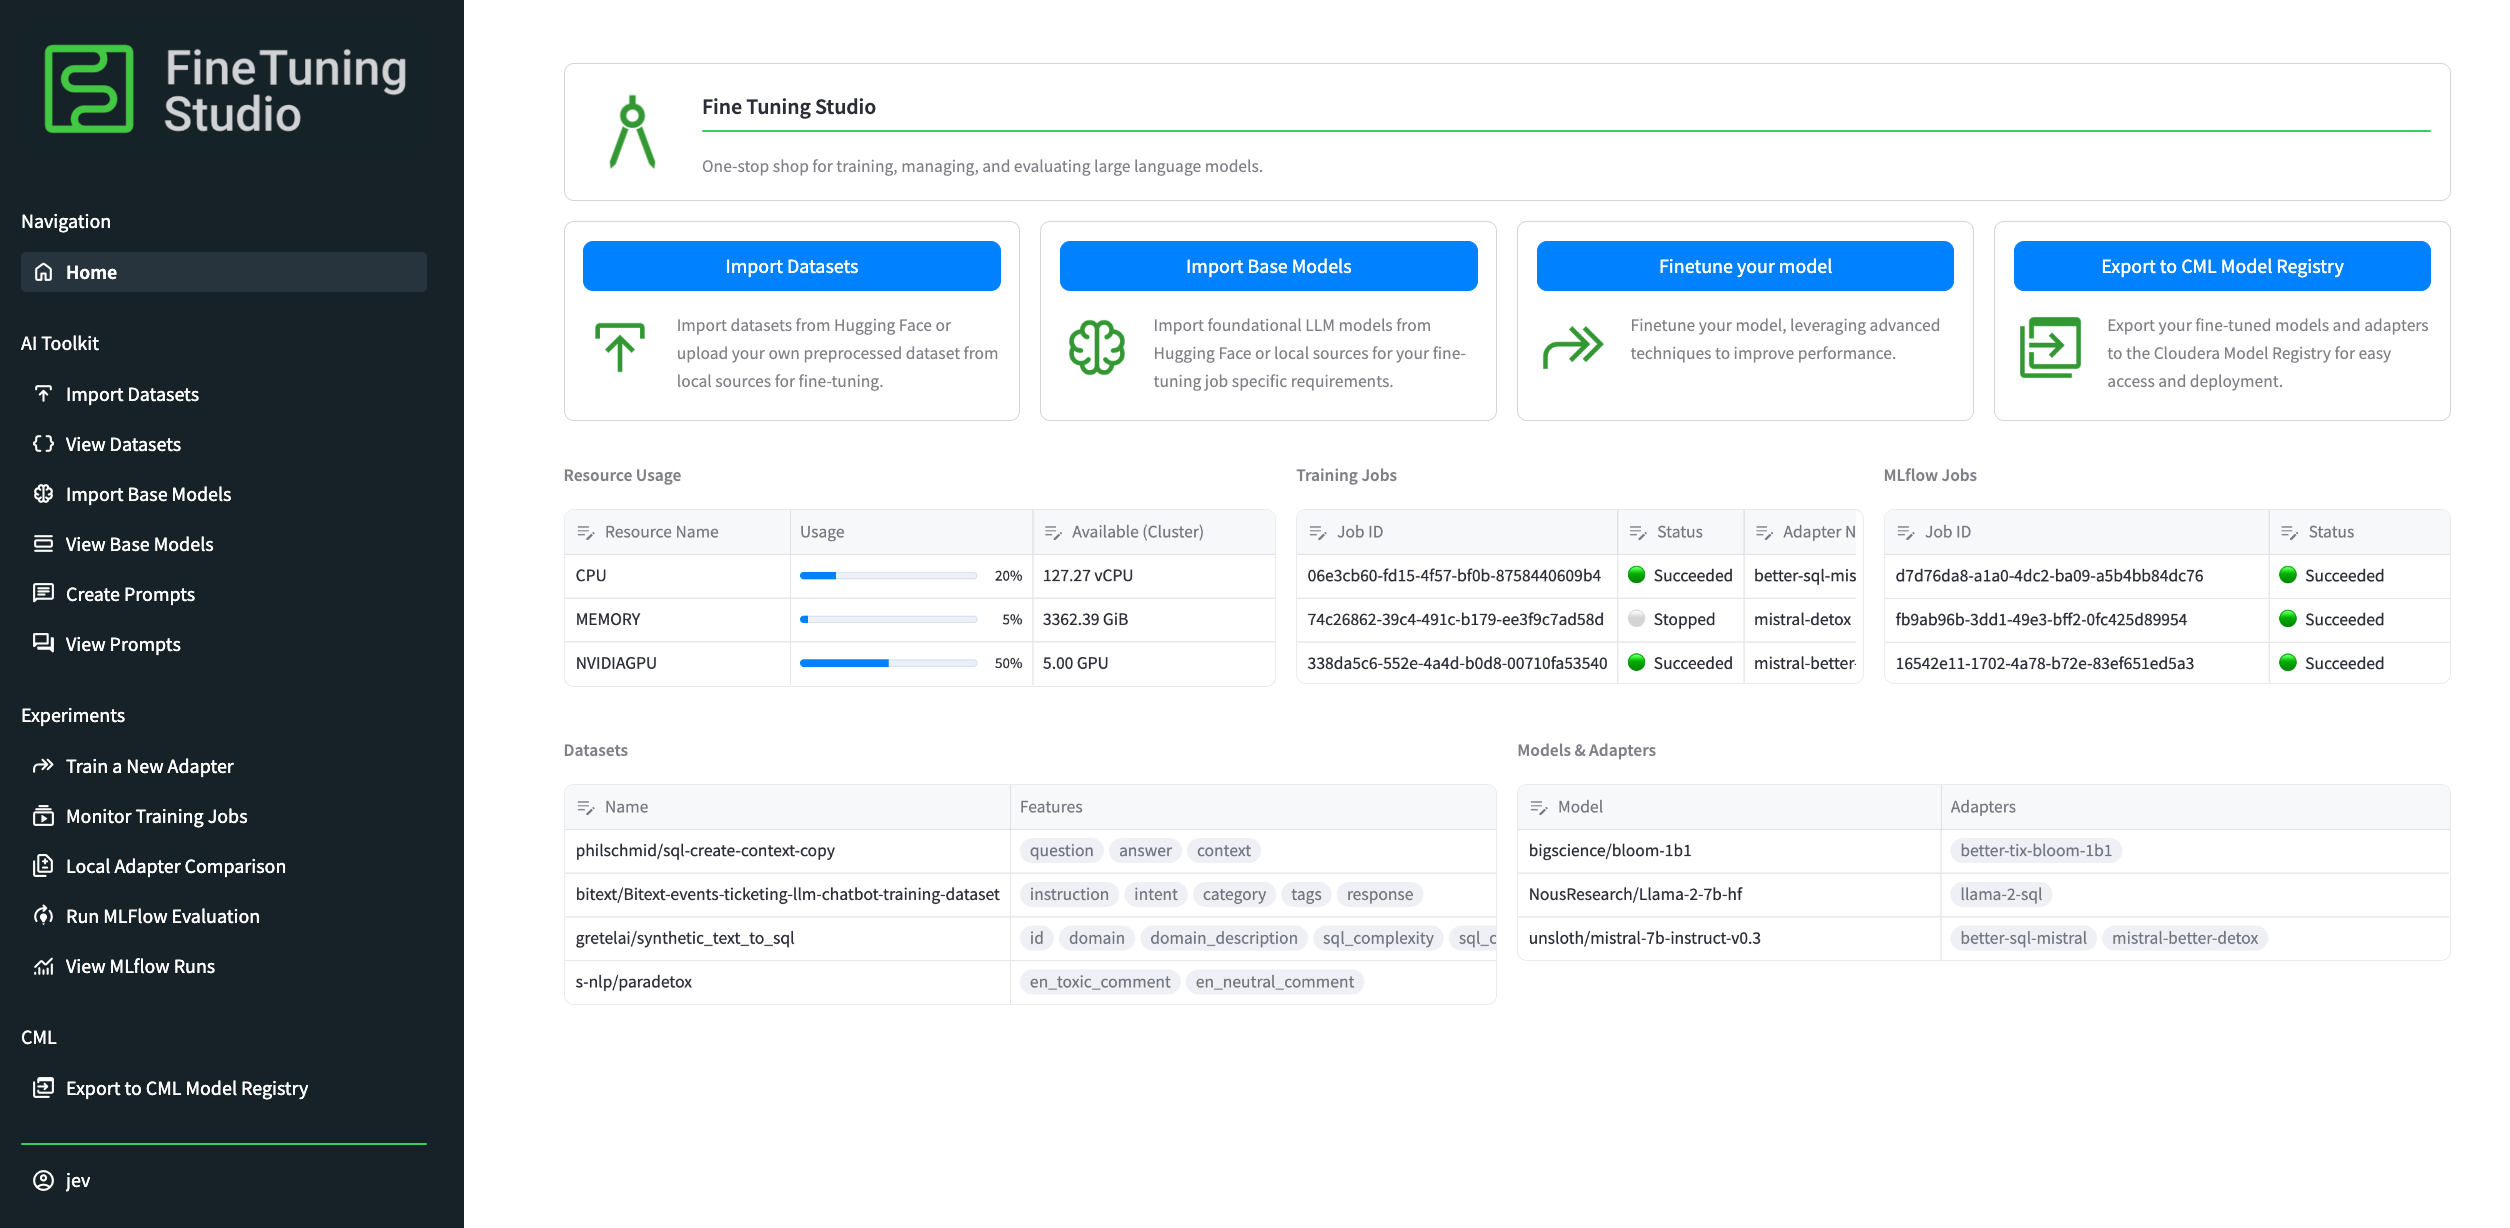 FineTuning
Studio
Navigation
Home
AI Toolkit
Import Datasets
View Datasets
Import Base Models
View Base Models
Create Prompts
View Prompts
Experiments
Train a New Adapter
Monitor Training Jobs
Local Adapter Comparison
Run MLFlow Evaluation
View MLflow Runs
CML
Export to CML Model Registry
jev
Fine Tuning Studio
One-stop shop for training, managing, and evaluating large language models.
Import Datasets
Import datasets from Hugging Face or
upload your own preprocessed dataset from
local sources for fine-tuning.
Import Base Models
Import foundational LLM models from
Hugging Face or local sources for your fine-
tuning job specific requirements.
Finetune your model
Finetune your model, leveraging advanced
techniques to improve performance.
Export to CML Model Registry
Export your fine-tuned models and adapters
to the Cloudera Model Registry for easy
access and deployment.
Resource Usage
Resource Name Usage Available (Cluster)
CPU 20% 127.27 vCPU
MEMORY 5% 3362.39 GiB
NVIDIAGPU 50% 5.00 GPU
Training Jobs
Job ID Status Adapter N
06e3cb60-fd15-4f57-bf0b-8758440609b4 Succeeded better-sql-mis
74c26862-39c4-491c-b179-ee3f9c7ad58d Stopped mistral-detox
338da5c6-552e-4a4d-b0d8-00710fa53540 Succeeded mistral-better-
MLflow Jobs
Job ID Status
d7d76da8-a1a0-4dc2-ba09-a5b4bb84dc76 Succeeded
fb9ab96b-3dd1-49e3-bff2-0fc425d89954 Succeeded
16542e11-1702-4a78-b72e-83ef651ed5a3 Succeeded
Datasets
Name Features
philschmid/sql-create-context-copy question answer context
bitext/Bitext-events-ticketing-llm-chatbot-training-dataset instruction intent category tags response
gretelai/synthetic_text_to_sql id domain domain_description sql_complexity sql_c
s-nlp/paradetox en_toxic_comment en_neutral_comment
Models & Adapters
Model Adapters
bigscience/bloom-1b1 better-tix-bloom-1b1
NousResearch/Llama-2-7b-hf llama-2-sql
unsloth/mistral-7b-instruct-v0.3 better-sql-mistral mistral-better-detox